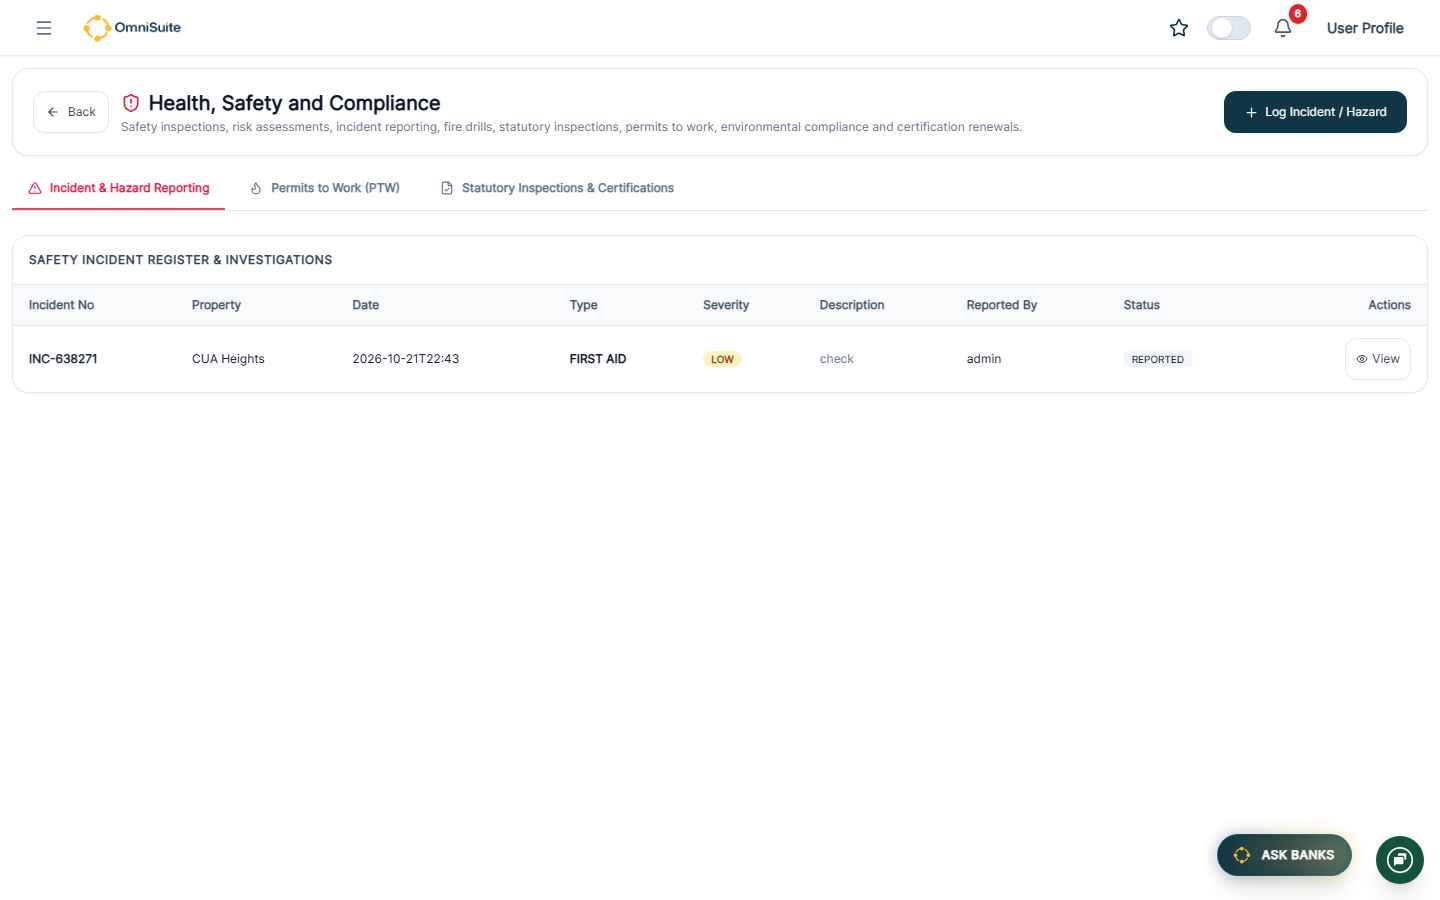 OmniSuite
6
User Profile
Back
Health, Safety and Compliance
Safety inspections, risk assessments, incident reporting, fire drills, statutory inspections, permits to work, environmental compliance and certification renewals.
Log Incident / Hazard
Incident & Hazard Reporting
Permits to Work (PTW)
Statutory Inspections & Certifications
SAFETY INCIDENT REGISTER & INVESTIGATIONS
Incident No Property Date Type Severity Description Reported By Status Actions
INC-638271 CUA Heights 2026-10-21T22:43 FIRST AID LOW check admin REPORTED View
ASK BANKS